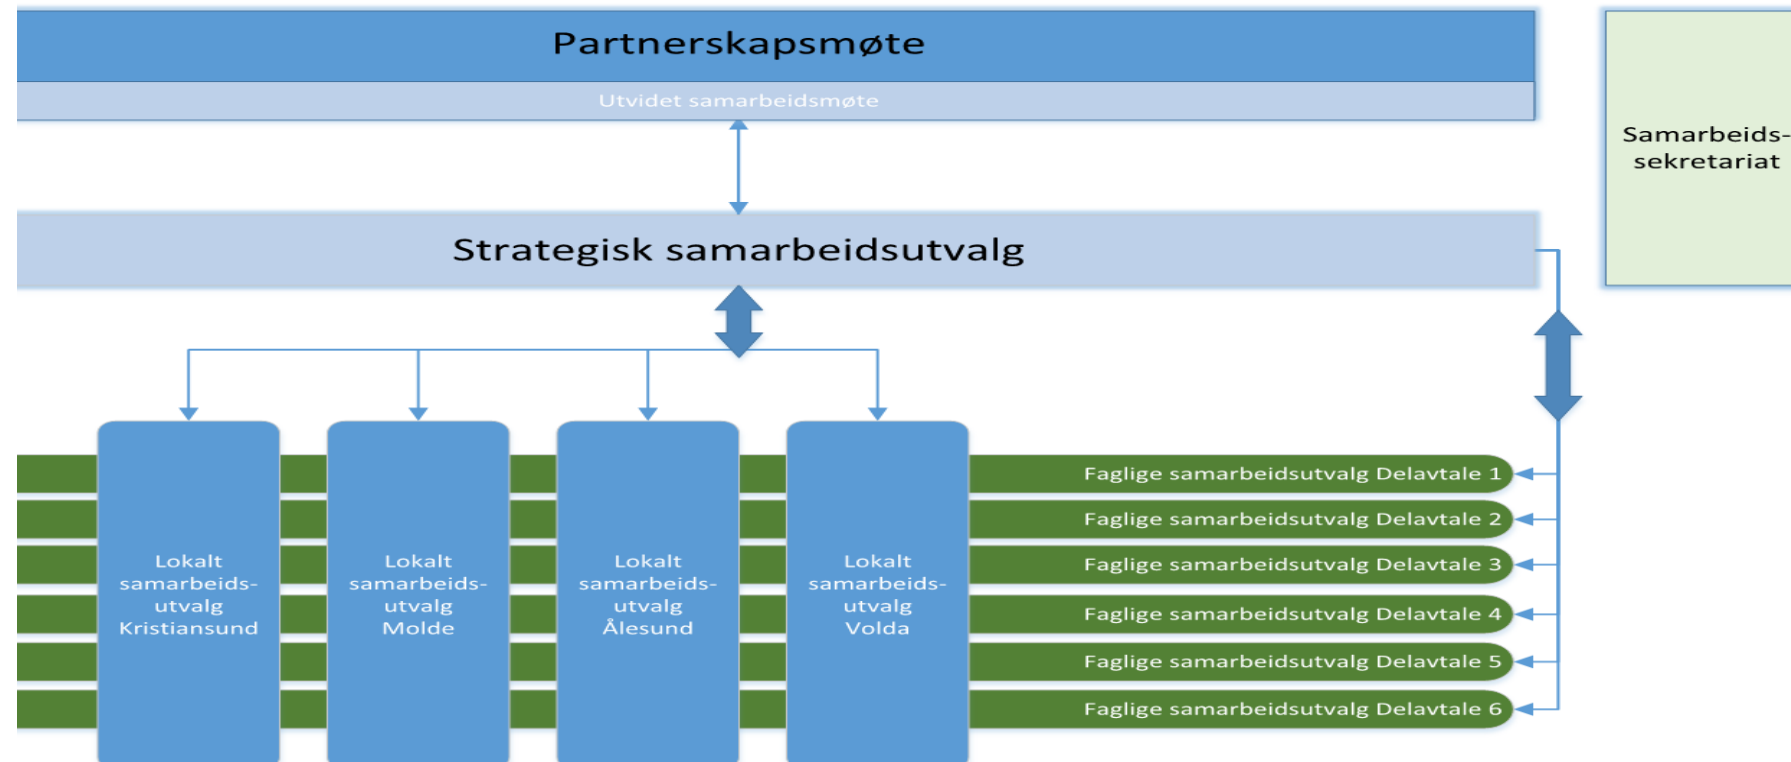 Partnerskapsmøte
Utvidet samarbeidsmøte
Samarbeids-
sekretariat
Strategisk samarbeidsutvalg
Lokalt
samarbeids-
utvalg
Kristiansund
Lokalt
samarbeids-
utvalg
Molde
Lokalt
samarbeids-
utvalg
Ålesund
Lokalt
samarbeids-
utvalg
Volda
Faglige samarbeidsutvalg Delavtale 1
Faglige samarbeidsutvalg Delavtale 2
Faglige samarbeidsutvalg Delavtale 3
Faglige samarbeidsutvalg Delavtale 4
Faglige samarbeidsutvalg Delavtale 5
Faglige samarbeidsutvalg Delavtale 6